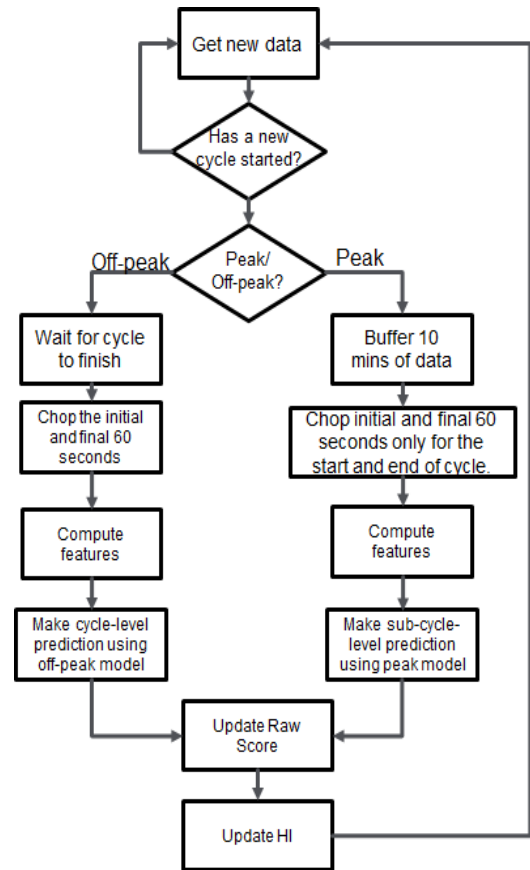 Get new data
Has a new
cycle started?
Off-peak
Peak/
Off-peak?
Peak
Wait for cycle
to finish
Buffer 10
mins of data
Chop the initial
and final 60
seconds
Chop initial and final 60
seconds only for the
start and end of cycle.
Compute
features
Compute
features
Make cycle-level
prediction using
off-peak model
Make sub-cycle-
level prediction
using peak model
Update Raw
Score
Update HI